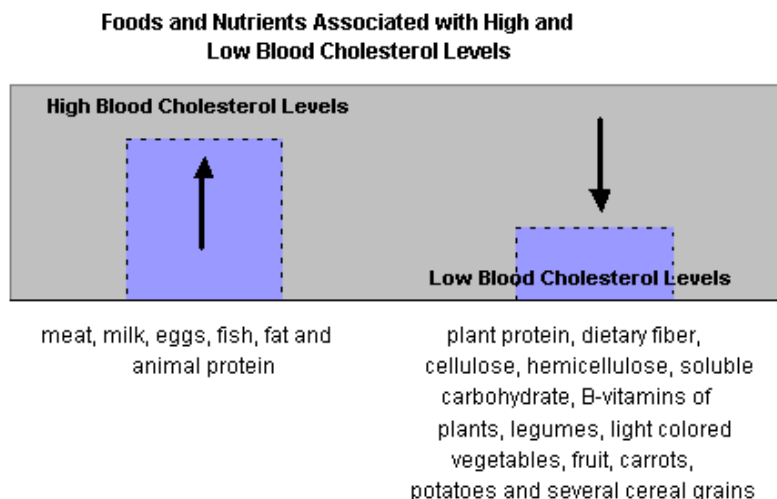 Foods and Nutrients Associated with High and
Low Blood Cholesterol Levels
High Blood Cholesterol Levels
Low Blood Cholesterol Levels
meat, milk, eggs, fish, fat and
animal protein
plant protein, dietary fiber,
cellulose, hemicellulose, soluble
carbohydrate, B-vitamins of
plants, legumes, light colored
vegetables, fruit, carrots,
potatoes and several cereal grains